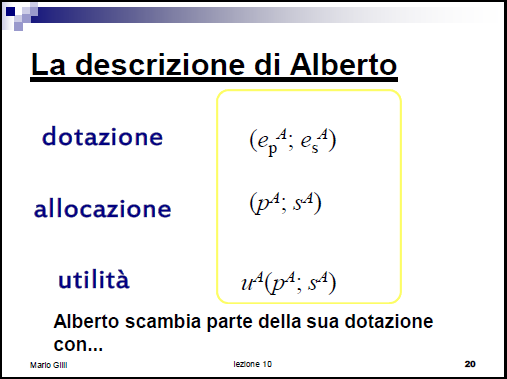 La descrizione di Alberto
dotazione (e_p^A; e_s^A)
allocazione (p^A; s^A)
utilità u^A(p^A; s^A)
Alberto scambia parte della sua dotazione
con...
Mario Gilli lezione 10 20